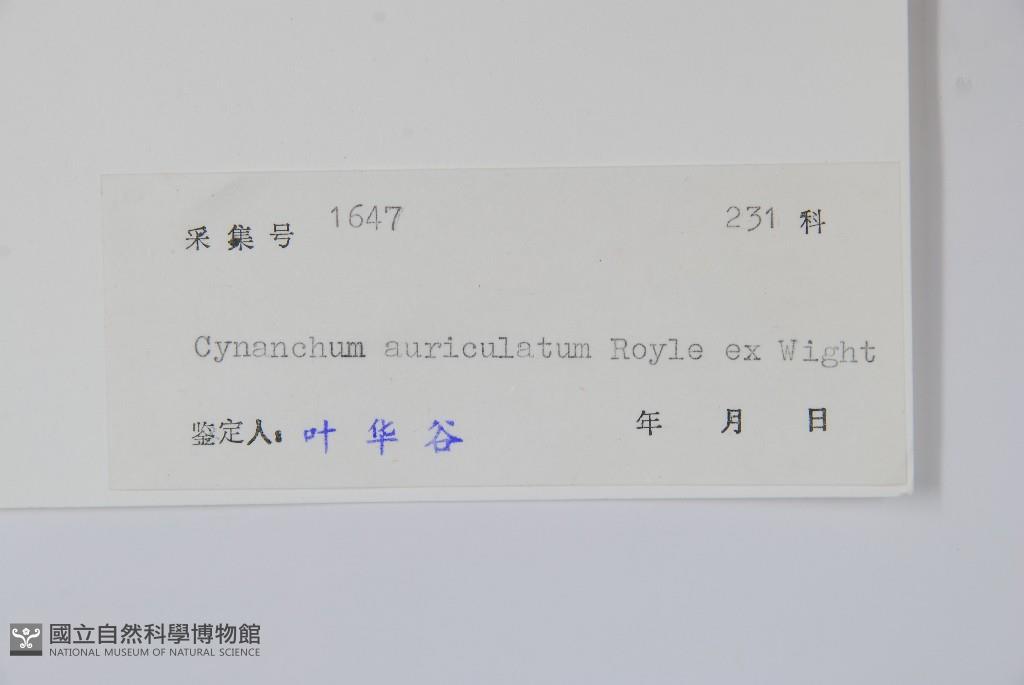 采集号 1647 231 科
Cynanchum auriculatum Royle ex Wight
鉴定人: 叶华谷 年 月 日
國立自然科學博物館
NATIONAL MUSEUM OF NATURAL SCIENCE